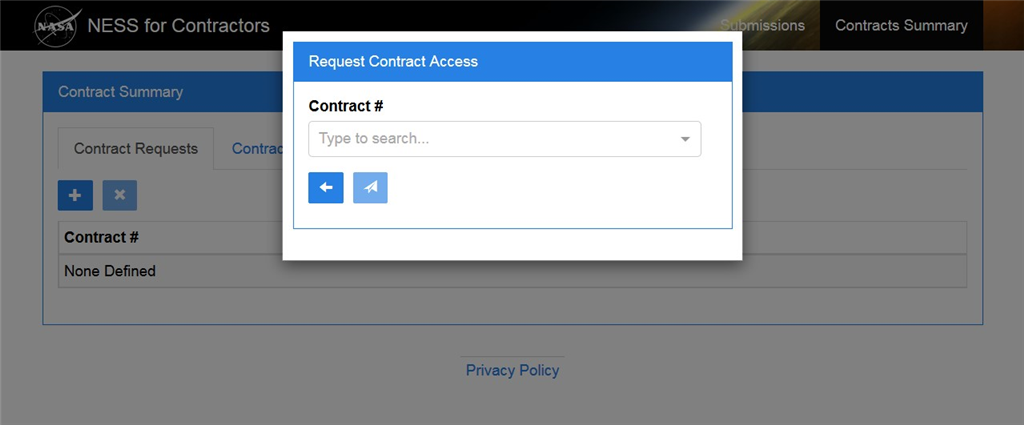 NASA
NESS for Contractors
Submissions
Contracts Summary
Request Contract Access
Contract #
Type to search...
Contract Summary
Contract Requests
Contrac
Contract #
None Defined
Privacy Policy